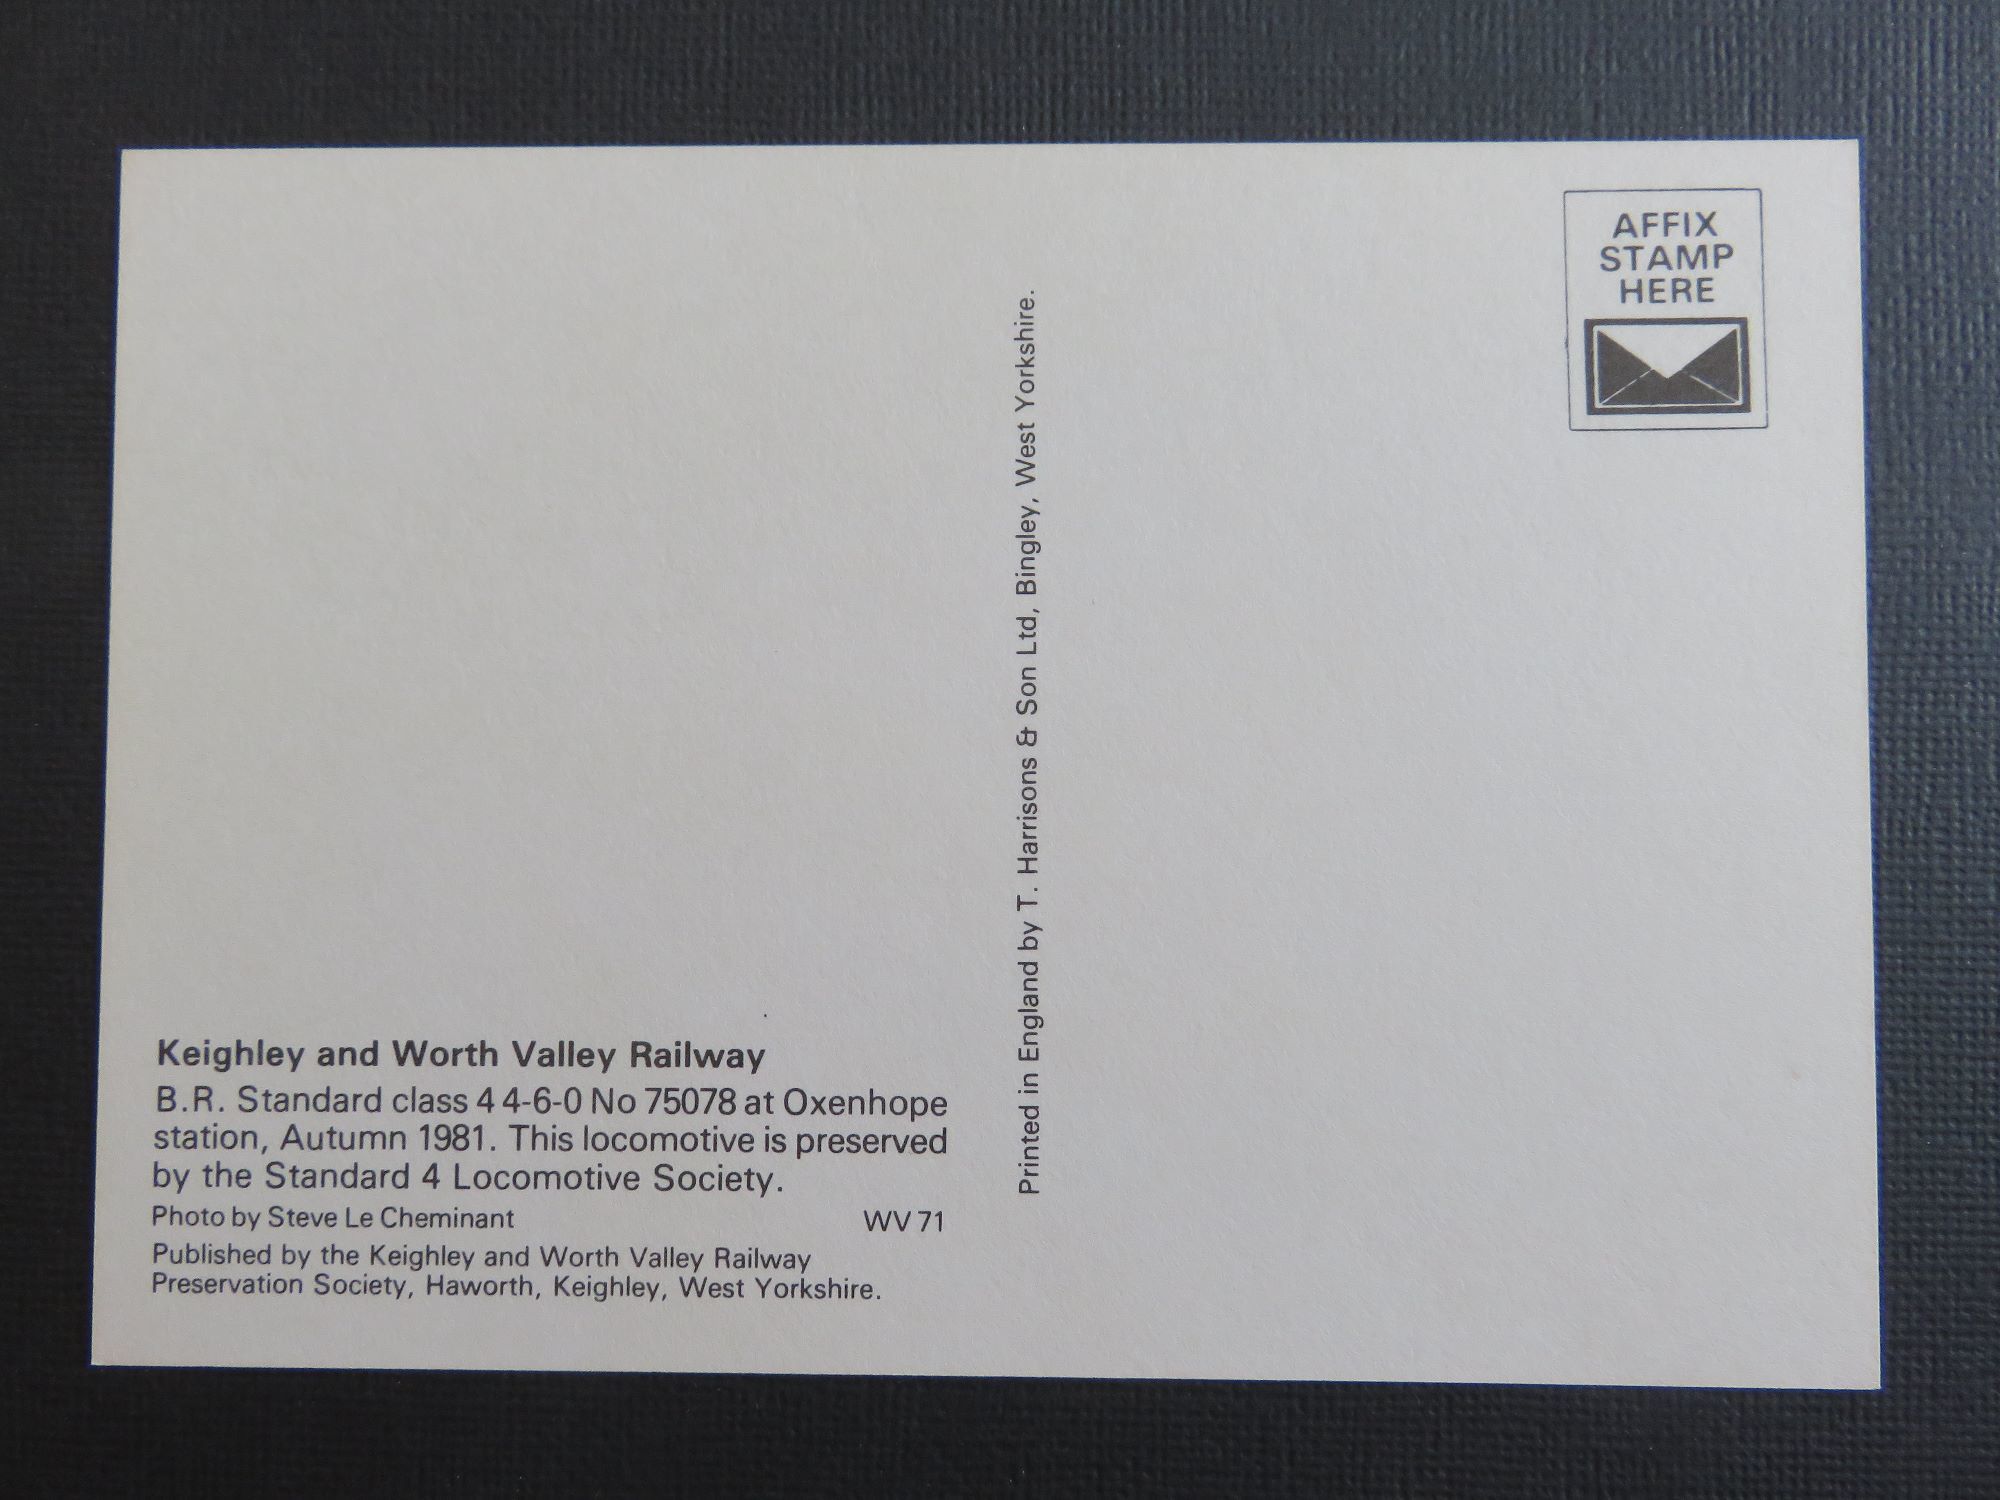 Keighley and Worth Valley Railway
B.R. Standard class 4 4-6-0 No 75078 at Oxenhope
station, Autumn 1981. This locomotive is preserved
by the Standard 4 Locomotive Society.
Photo by Steve Le Cheminant WV 71
Published by the Keighley and Worth Valley Railway
Preservation Society, Haworth, Keighley, West Yorkshire.
Printed in England by T. Harrisons & Son Ltd, Bingley, West Yorkshire.
AFFIX
STAMP
HERE